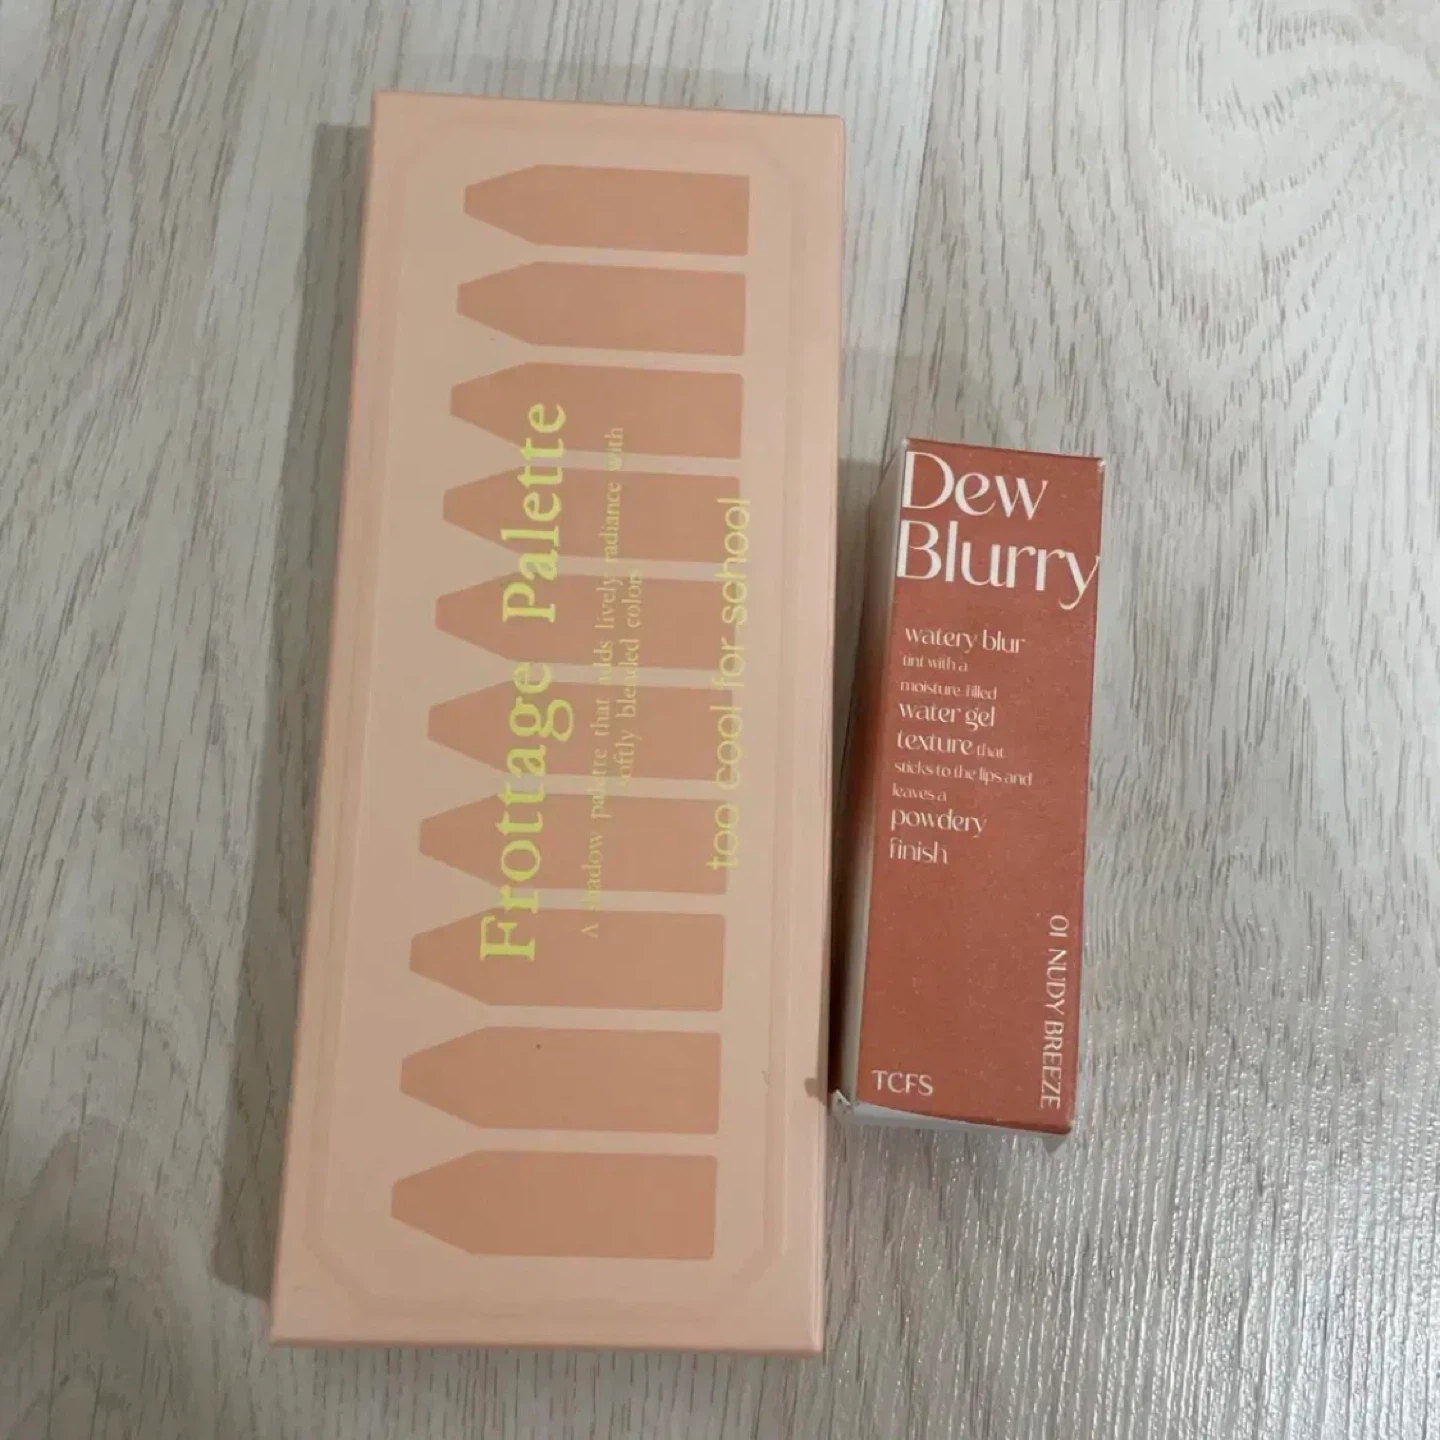 Frottage Palette
A shadow palette that adds lively radiance with
softly blended colors
too cool for school
Dew
Blurry
watery blur
tint with a
moisture-filled
water gel
texture that
sticks to the lips and
leaves a
powdery
finish
01 NUDY BREEZE
TCFS